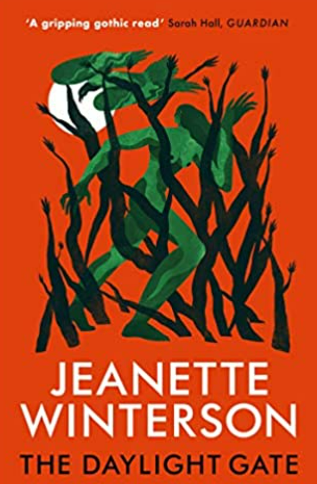 'A gripping gothic read' Sarah Hall, GUARDIAN
JEANETTE
WINTERSON
THE DAYLIGHT GATE